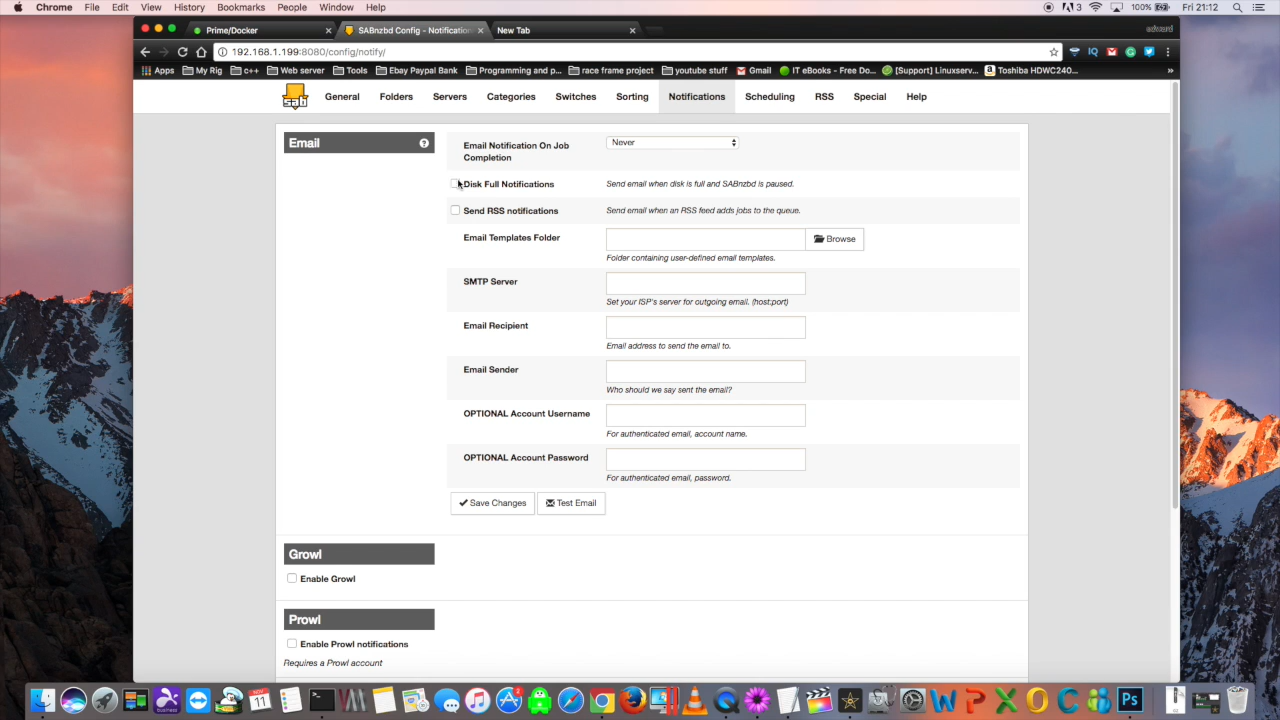 Chrome File Edit View History Bookmarks People Window Help 3 100% Fri 21:12
Prime/Docker SABnzbd Config - Notification New Tab edward
192.168.1.199:8080/config/notify/
Apps My Rig c++ Web server Tools Ebay Paypal Bank Programming and p... race frame project youtube stuff Gmail IT eBooks - Free Do... [Support] Linuxserv... Toshiba HDWC240... »
General Folders Servers Categories Switches Sorting Notifications Scheduling RSS Special Help
Email
Email Notification On Job
Completion
Never
Disk Full Notifications Send email when disk is full and SABnzbd is paused.
Send RSS notifications Send email when an RSS feed adds jobs to the queue.
Email Templates Folder Browse
Folder containing user-defined email templates.
SMTP Server
Set your ISP's server for outgoing email. (host:port)
Email Recipient
Email address to send the email to.
Email Sender
Who should we say sent the email?
OPTIONAL Account Username
For authenticated email, account name.
OPTIONAL Account Password
For authenticated email, password.
Save Changes Test Email
Growl
Enable Growl
Prowl
Enable Prowl notifications
Requires a Prowl account